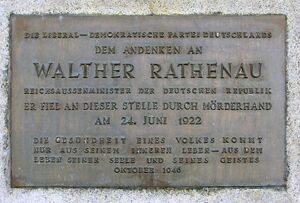 DIE LIBERAL-DEMOKRATISCHE PARTEI DEUTSCHLANDS
DEM ANDENKEN AN
WALTHER RATHENAU
REICHSAUSSENMINISTER DER DEUTSCHEN REPUBLIK
ER FIEL AN DIESER STELLE DURCH MÖRDERHAND
AM 24. JUNI 1922
DIE GESUNDHEIT EINES VOLKES KOMMT
NUR AUS SEINEM INNEREN LEBEN – AUS DEM
LEBEN SEINER SEELE UND SEINES GEISTES
OKTOBER 1946